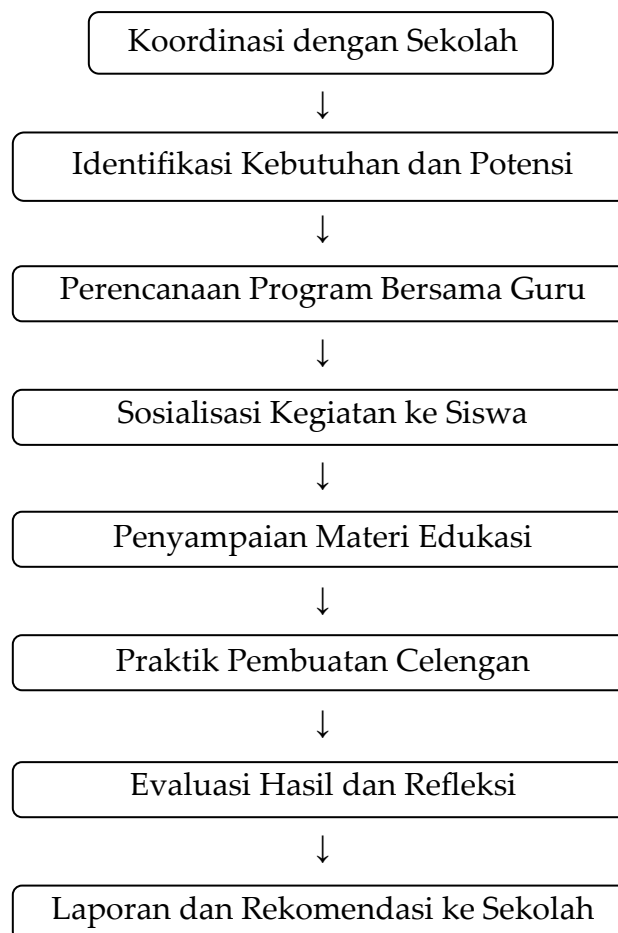 Koordinasi dengan Sekolah
↓
Identifikasi Kebutuhan dan Potensi
↓
Perencanaan Program Bersama Guru
↓
Sosialisasi Kegiatan ke Siswa
↓
Penyampaian Materi Edukasi
↓
Praktik Pembuatan Celengan
↓
Evaluasi Hasil dan Refleksi
↓
Laporan dan Rekomendasi ke Sekolah